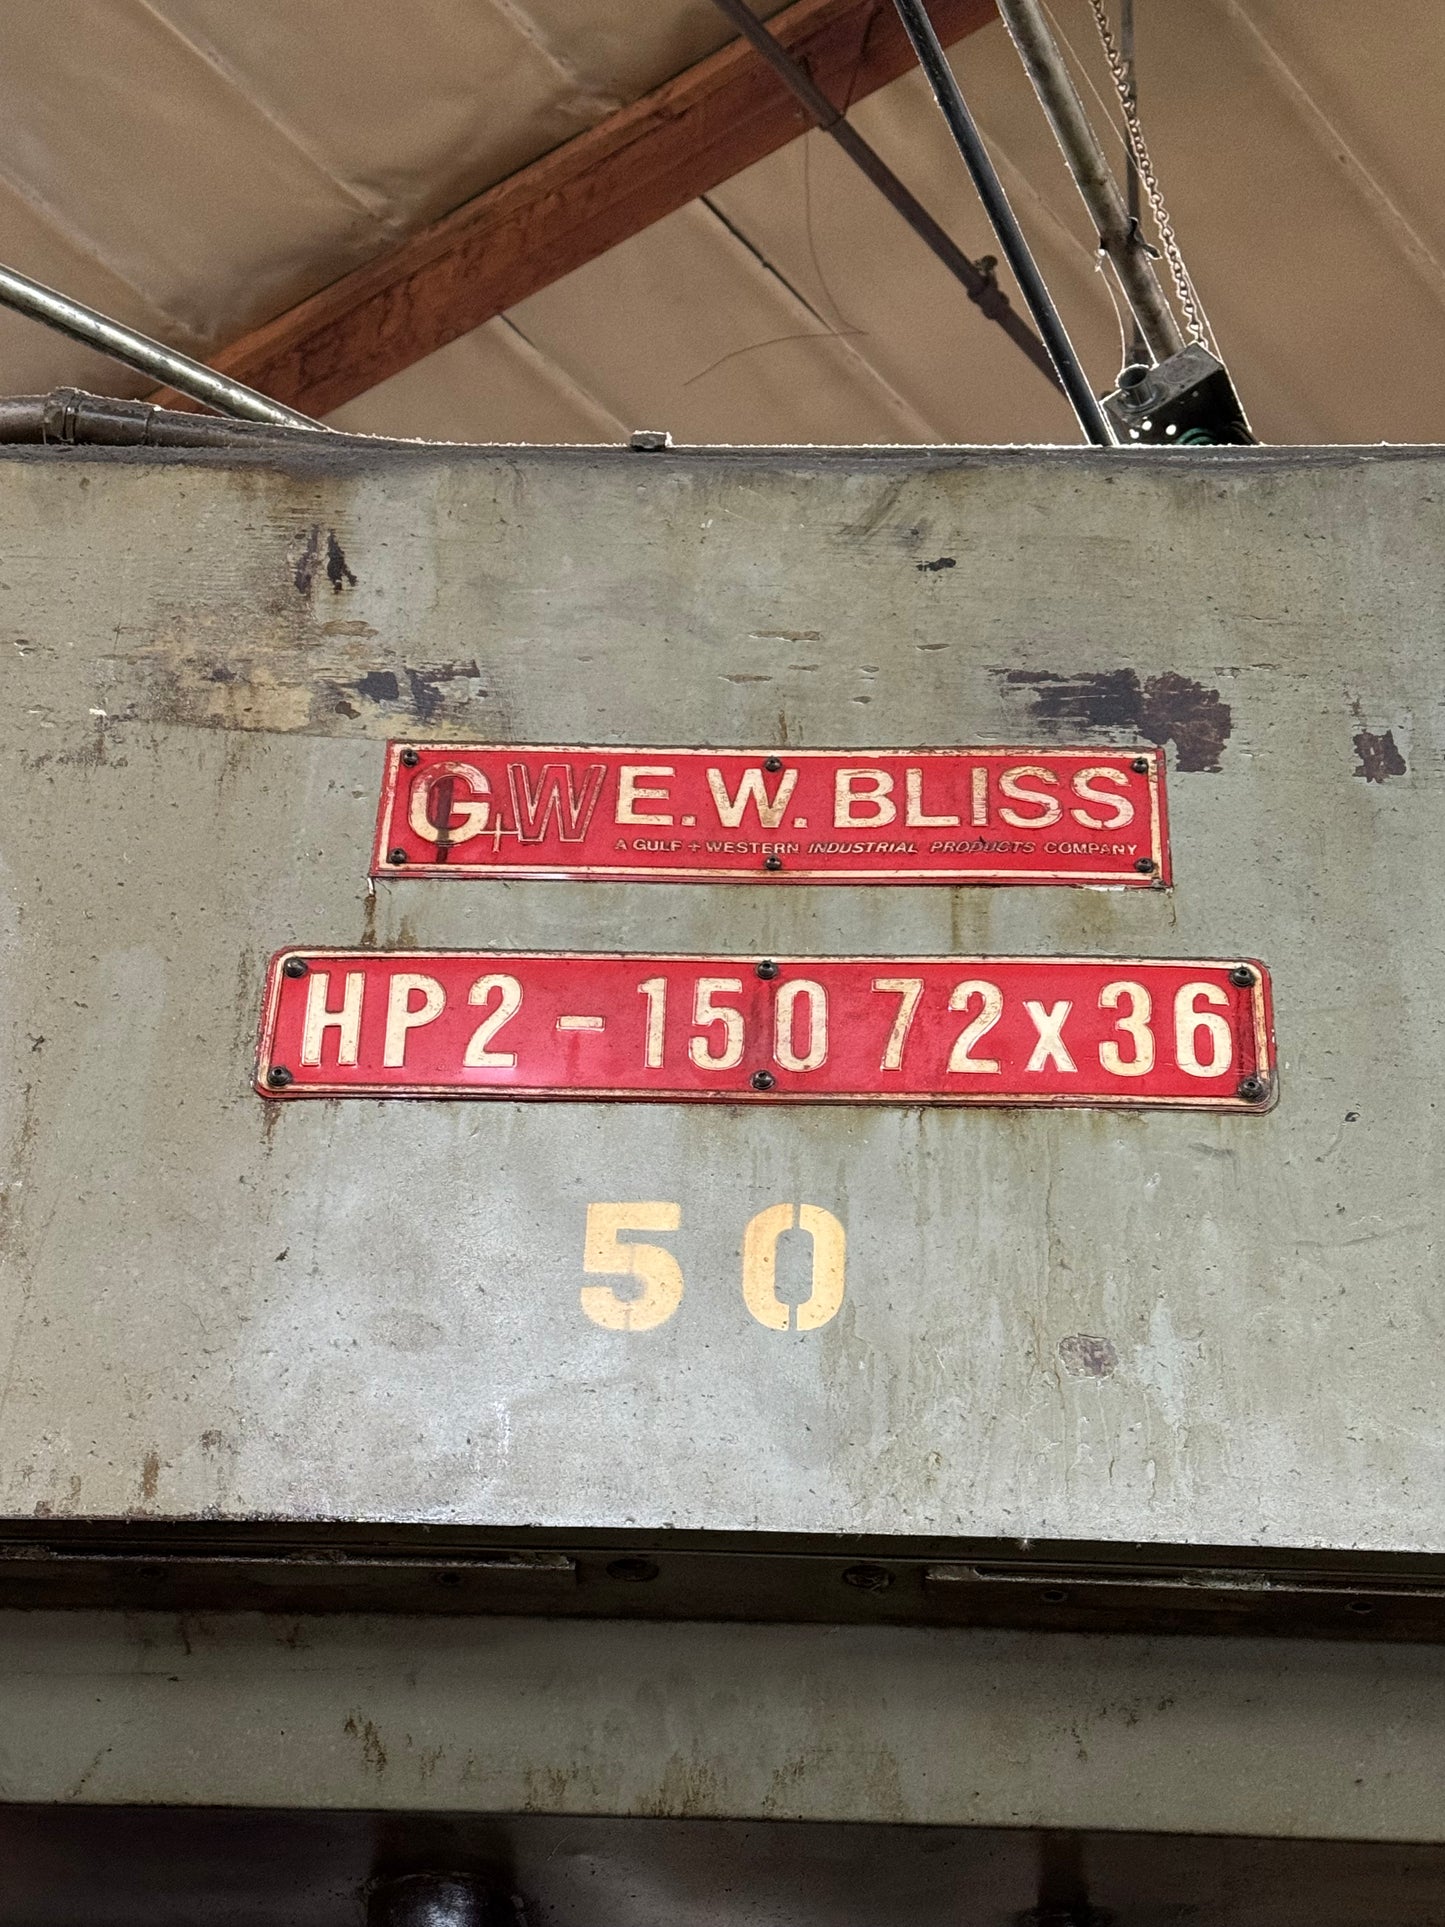 G+W E.W. BLISS
A GULF + WESTERN INDUSTRIAL PRODUCTS COMPANY
HP2 - 150 72x36
50